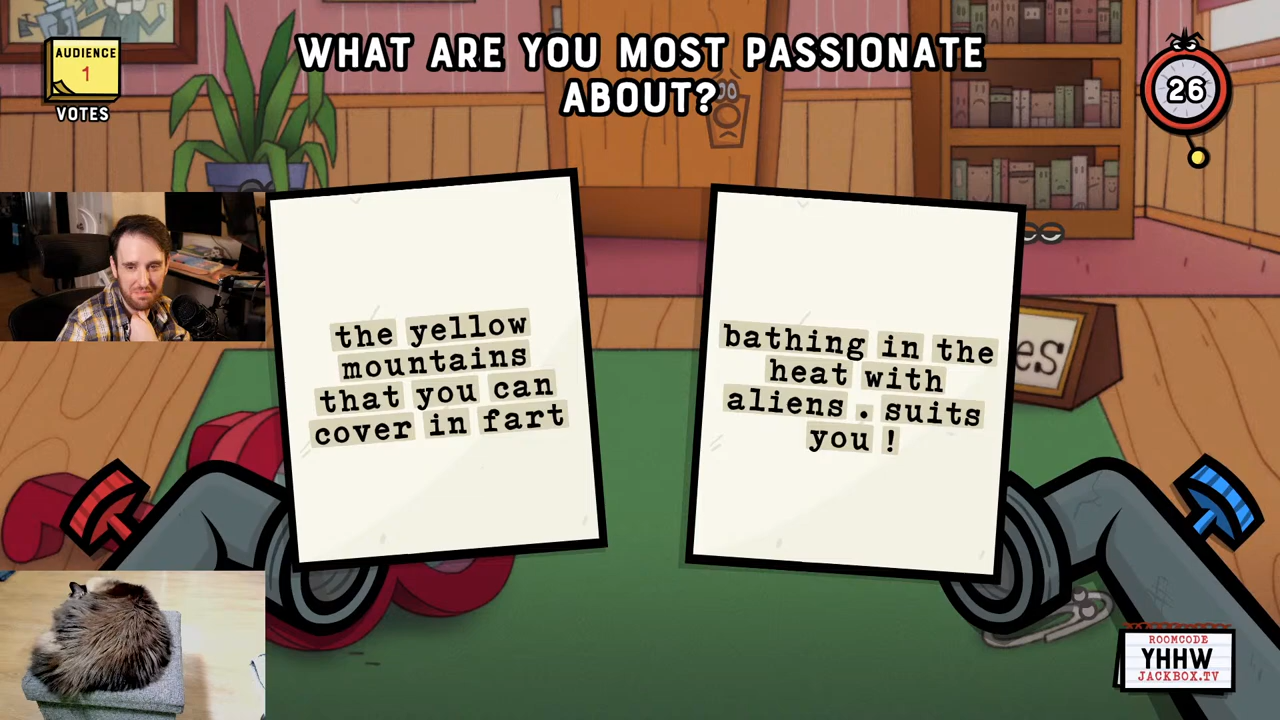 AUDIENCE
1
VOTES
WHAT ARE YOU MOST PASSIONATE
ABOUT?
26
the yellow
mountains
that you can
cover in fart
bathing in the
heat with
aliens . suits
you !
es
ROOMCODE
YHHW
JACKBOX.TV